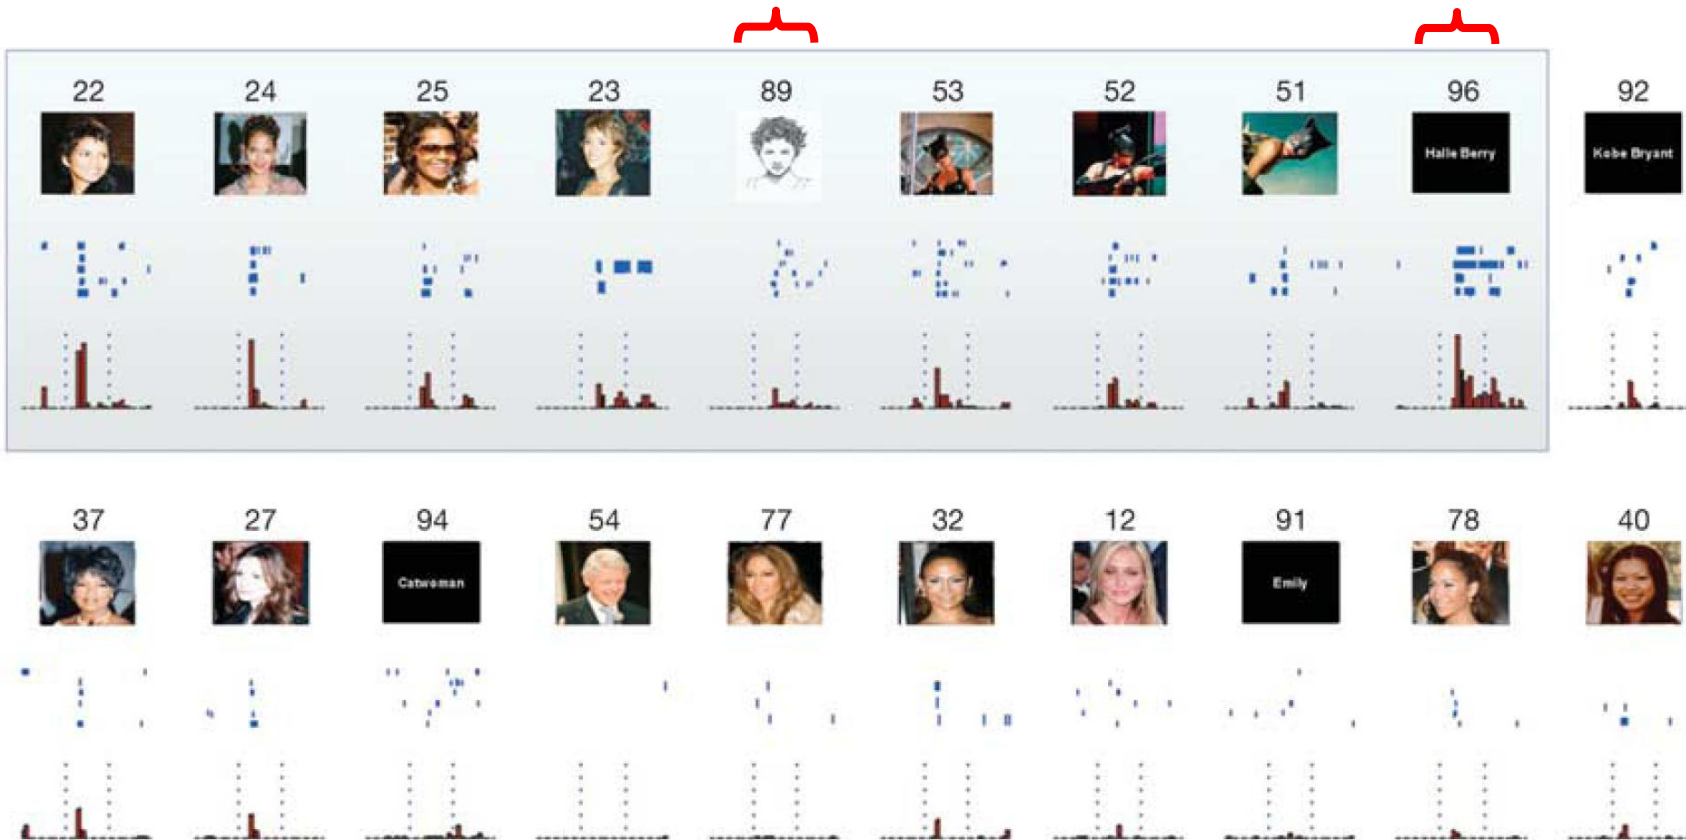 22 24 25 23 89 53 52 51 96 92
Halle Berry Kobe Bryant
37 27 94 54 77 32 12 91 78 40
Catwoman Emily